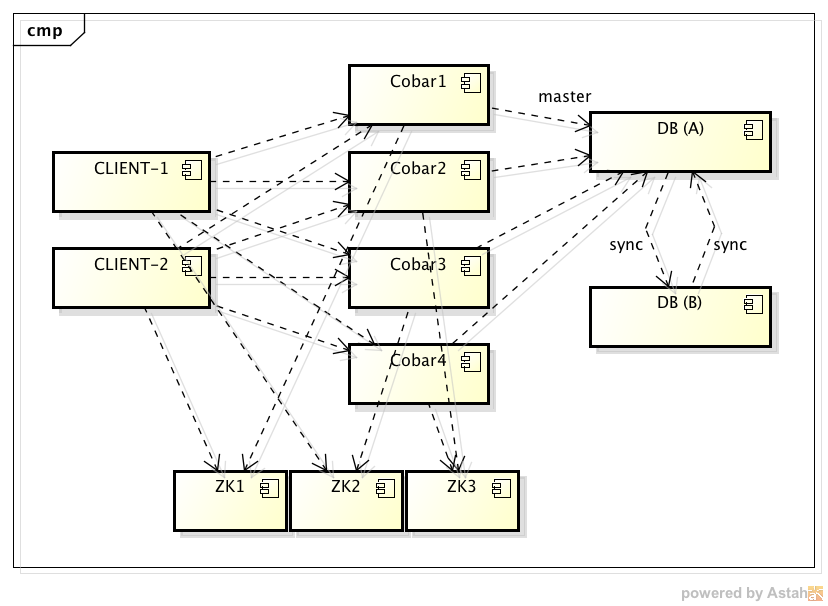 cmp
Cobar1
master
DB (A)
CLIENT-1
Cobar2
sync
sync
CLIENT-2
Cobar3
DB (B)
Cobar4
ZK1
ZK2
ZK3
powered by Astah